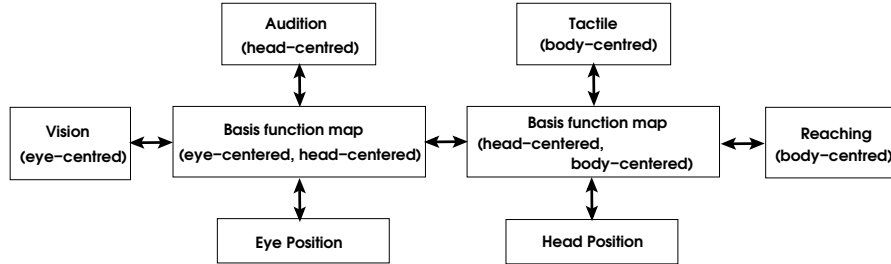 Audition
(head-centred)
Tactile
(body-centred)
Vision
(eye-centred)
Basis function map
(eye-centered, head-centered)
Basis function map
(head-centered,
body-centered)
Reaching
(body-centred)
Eye Position
Head Position